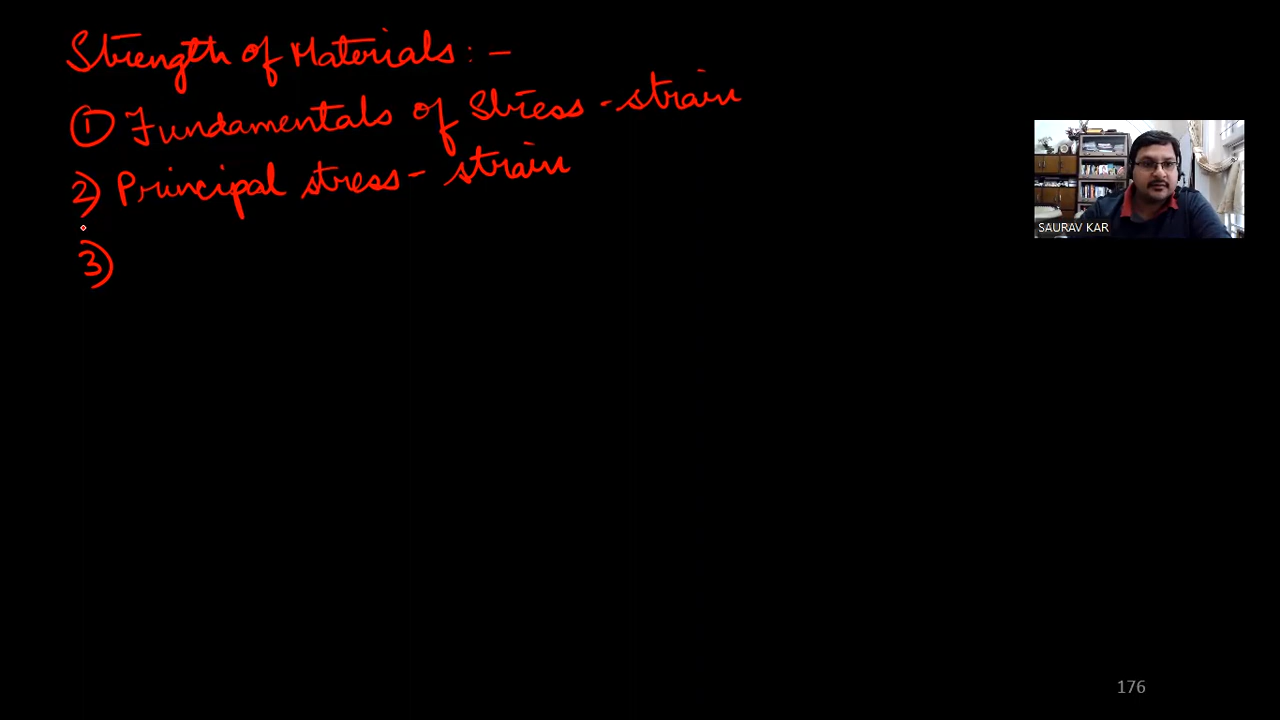 Strength of Materials : -
① Fundamentals of Stress - strain
2) Principal stress - strain
3)
SAURAV KAR
176